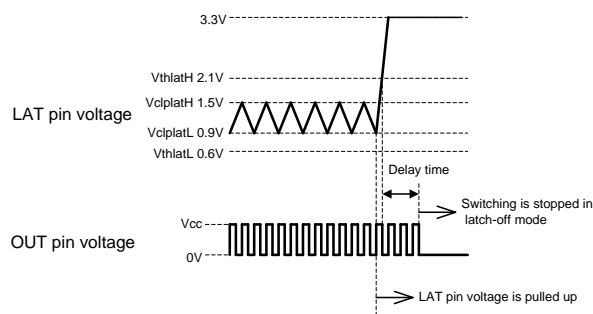 3.3V
VthlatH 2.1V
VclplatH 1.5V
LAT pin voltage
VclplatL 0.9V
VthlatL 0.6V
Delay time
Switching is stopped in
latch-off mode
Vcc
OUT pin voltage
0V
LAT pin voltage is pulled up